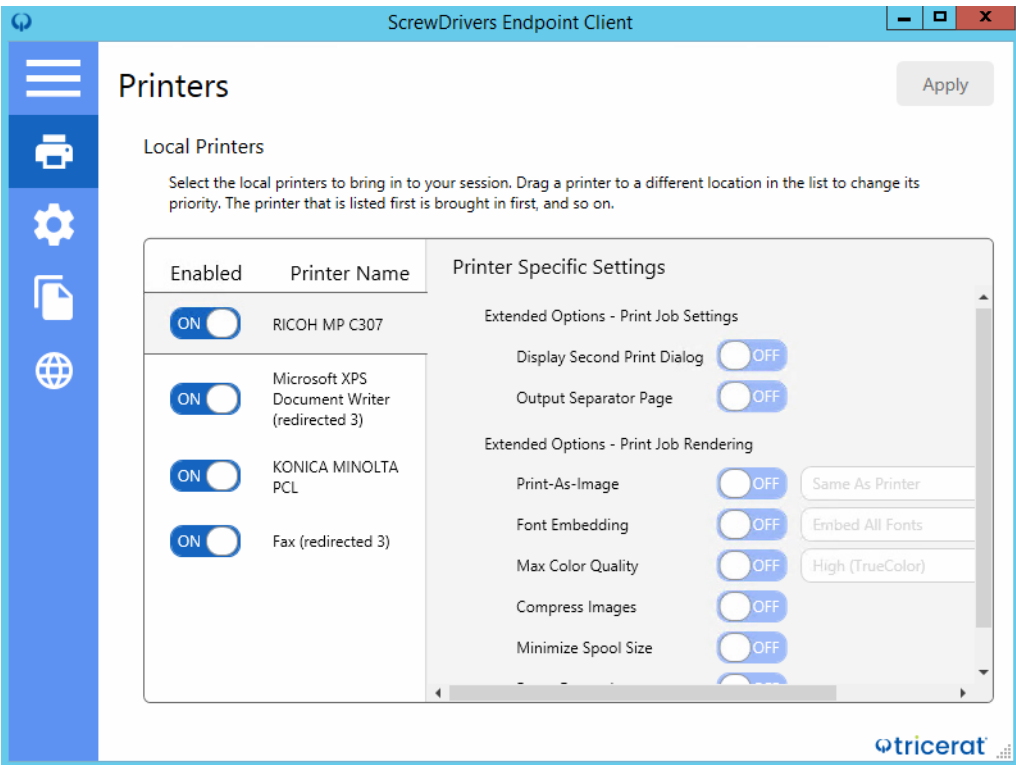 ScrewDrivers Endpoint Client
Printers
Apply
Local Printers
Select the local printers to bring in to your session. Drag a printer to a different location in the list to change its
priority. The printer that is listed first is brought in first, and so on.
Enabled
Printer Name
ON
RICOH MP C307
ON
Microsoft XPS
Document Writer
(redirected 3)
ON
KONICA MINOLTA
PCL
ON
Fax (redirected 3)
Printer Specific Settings
Extended Options - Print Job Settings
Display Second Print Dialog
OFF
Output Separator Page
OFF
Extended Options - Print Job Rendering
Print-As-Image
OFF
Same As Printer
Font Embedding
OFF
Embed All Fonts
Max Color Quality
OFF
High (TrueColor)
Compress Images
OFF
Minimize Spool Size
OFF
tricerat